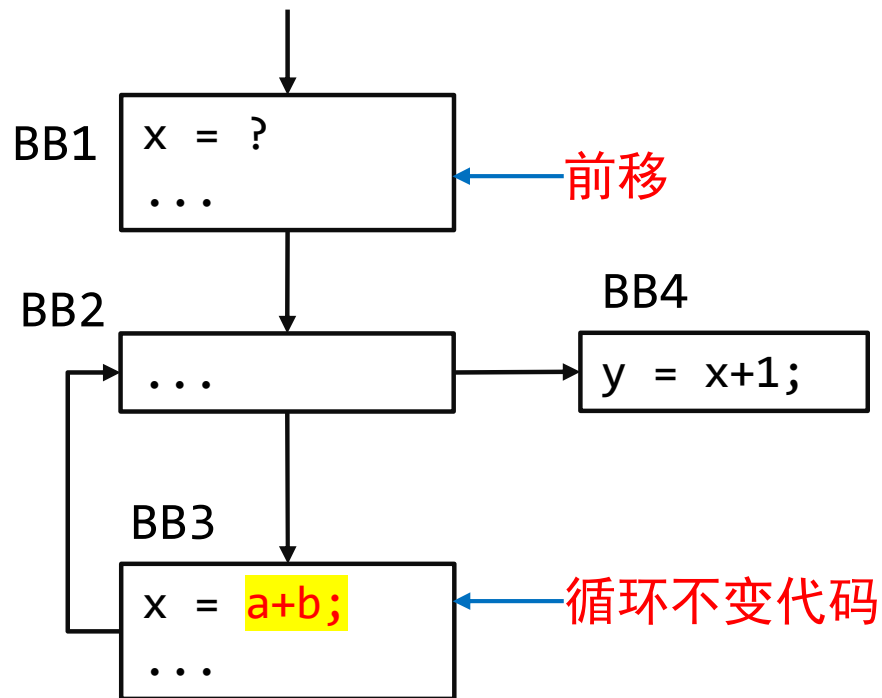 BB1
x = ?
...
前移
BB2
...
BB4
y = x+1;
BB3
x = a+b;
...
循环不变代码